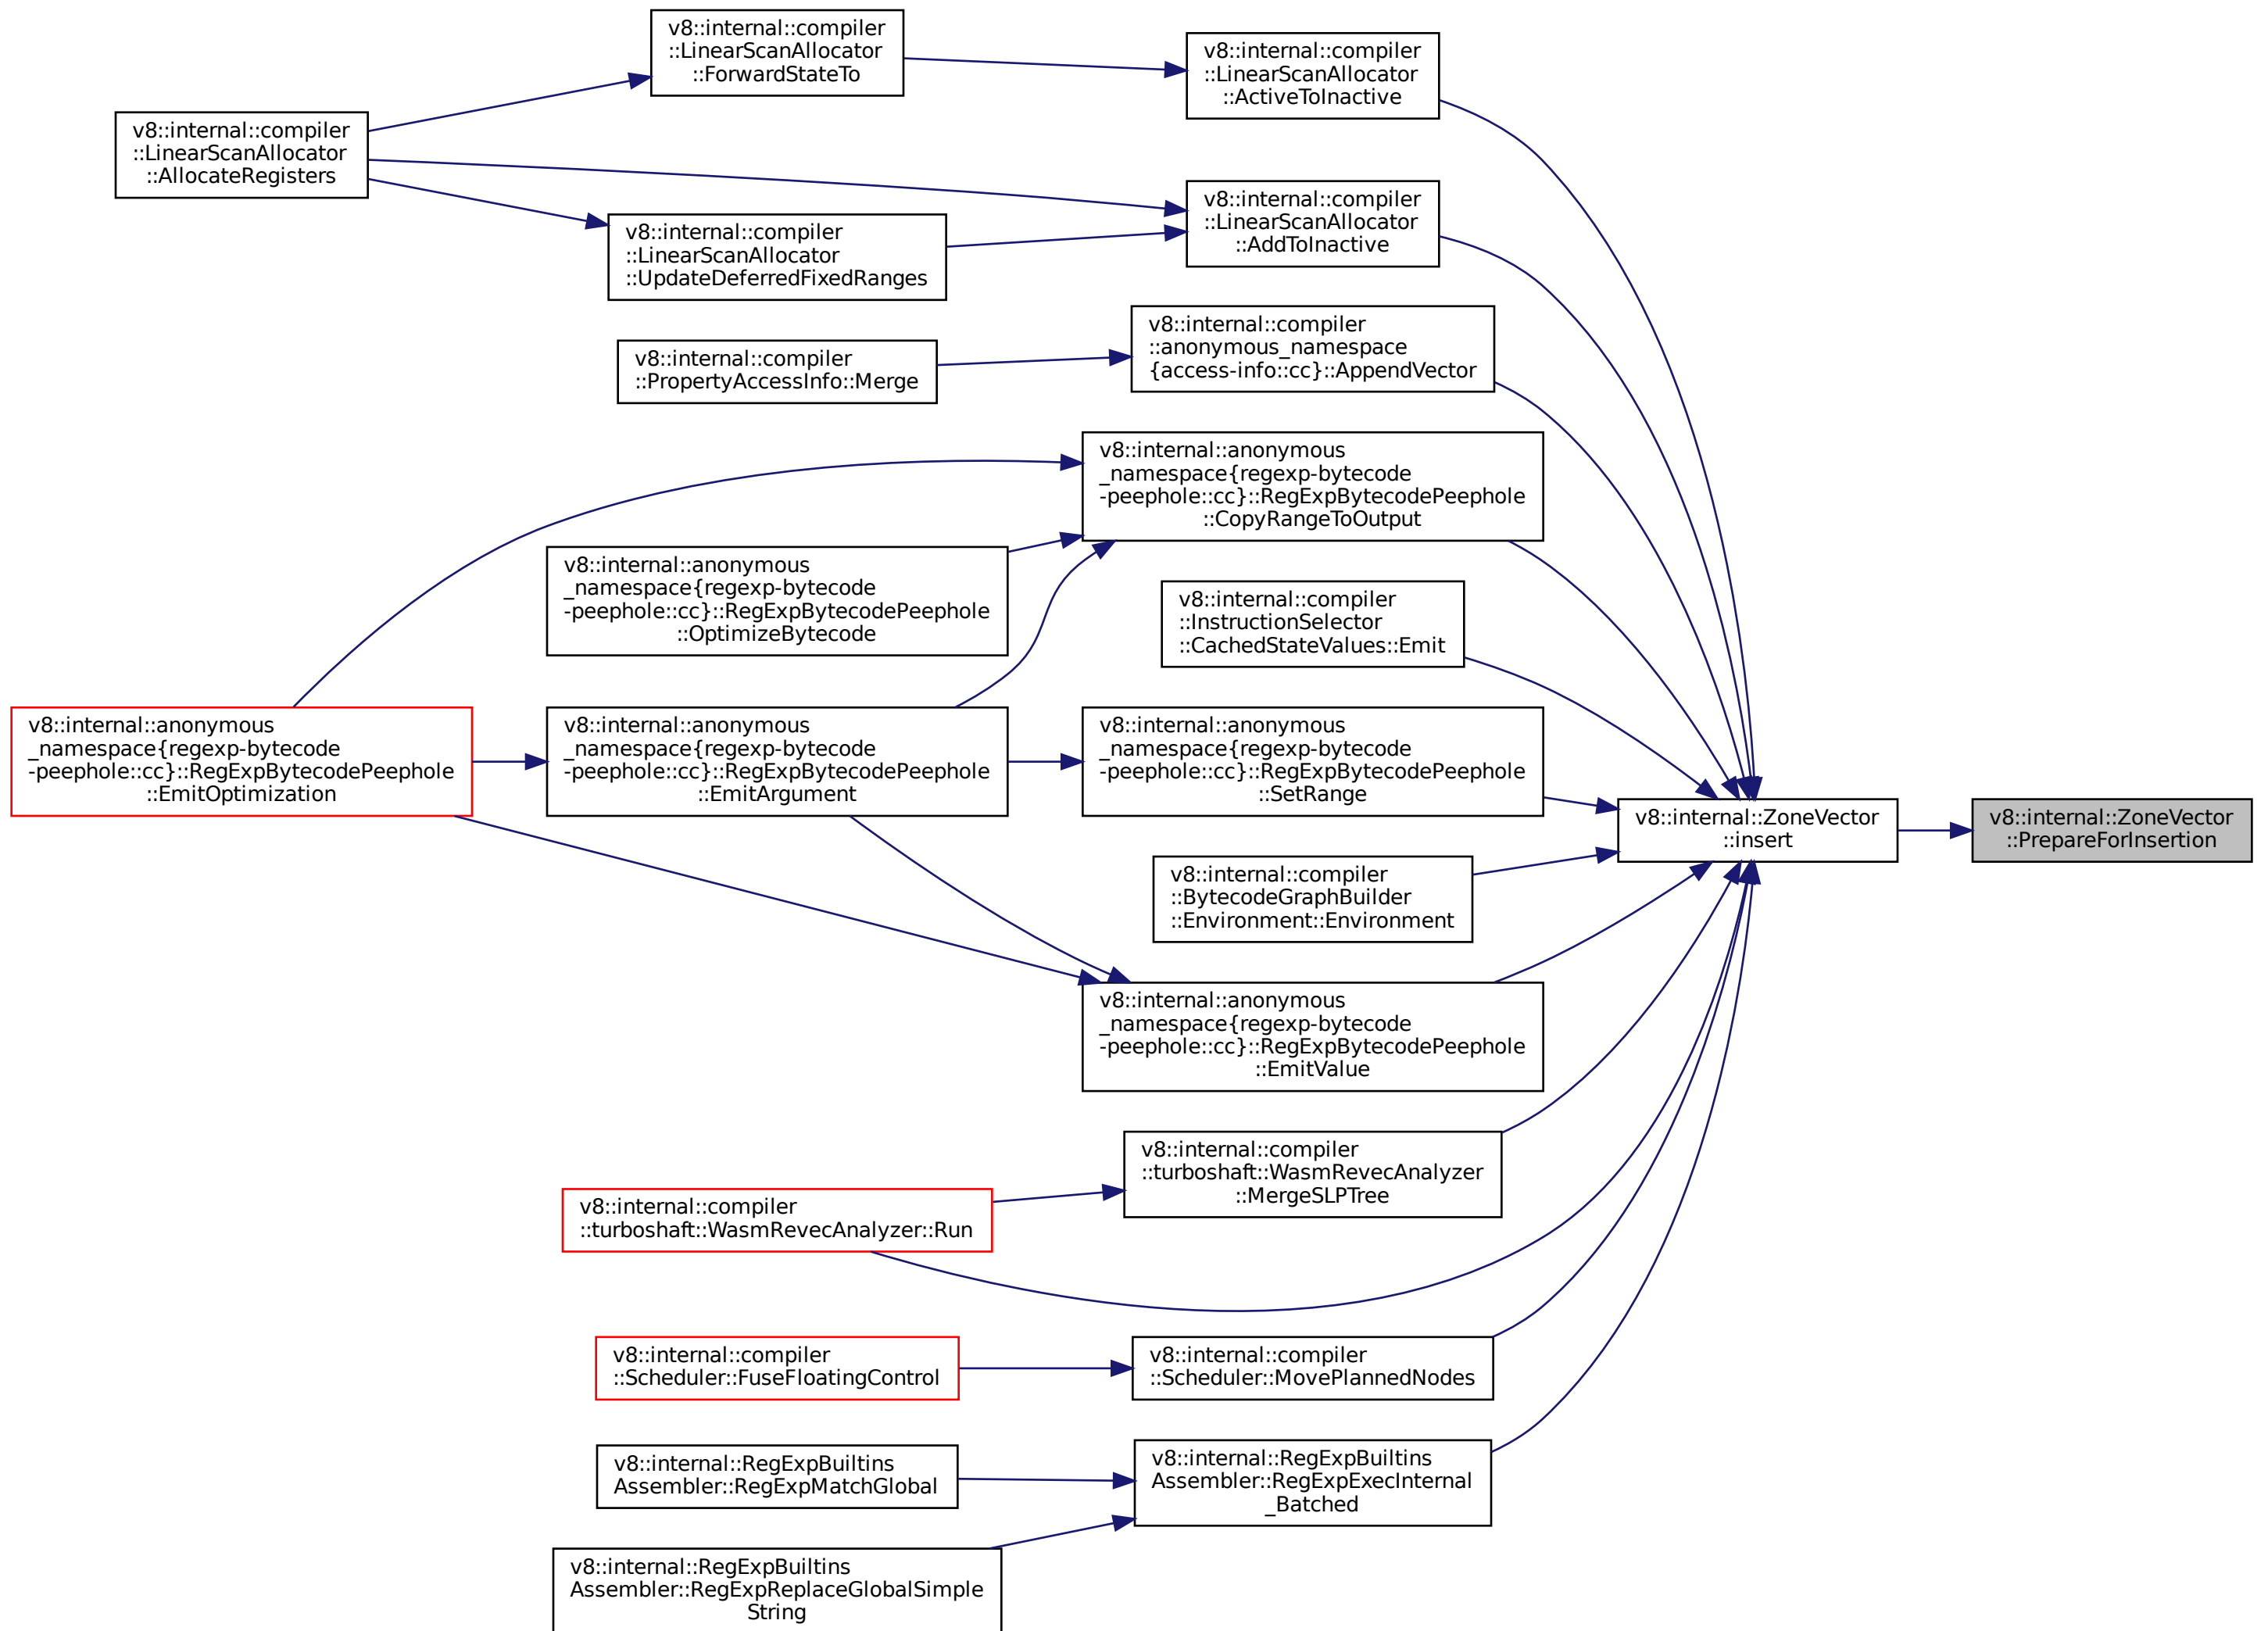 v8::internal::compiler
::LinearScanAllocator
::ForwardStateTo
v8::internal::compiler
::LinearScanAllocator
::ActiveToInactive
v8::internal::compiler
::LinearScanAllocator
::AllocateRegisters
v8::internal::compiler
::LinearScanAllocator
::AddToInactive
v8::internal::compiler
::LinearScanAllocator
::UpdateDeferredFixedRanges
v8::internal::compiler
::anonymous_namespace
{access-info::cc}::AppendVector
v8::internal::compiler
::PropertyAccessInfo::Merge
v8::internal::anonymous
_namespace{regexp-bytecode
-peephole::cc}::RegExpBytecodePeephole
::CopyRangeToOutput
v8::internal::anonymous
_namespace{regexp-bytecode
-peephole::cc}::RegExpBytecodePeephole
::OptimizeBytecode
v8::internal::compiler
::InstructionSelector
::CachedStateValues::Emit
v8::internal::anonymous
_namespace{regexp-bytecode
-peephole::cc}::RegExpBytecodePeephole
::EmitOptimization
v8::internal::anonymous
_namespace{regexp-bytecode
-peephole::cc}::RegExpBytecodePeephole
::EmitArgument
v8::internal::anonymous
_namespace{regexp-bytecode
-peephole::cc}::RegExpBytecodePeephole
::SetRange
v8::internal::ZoneVector
::insert
v8::internal::ZoneVector
::PrepareForInsertion
v8::internal::compiler
::BytecodeGraphBuilder
::Environment::Environment
v8::internal::anonymous
_namespace{regexp-bytecode
-peephole::cc}::RegExpBytecodePeephole
::EmitValue
v8::internal::compiler
::turboshaft::WasmRevecAnalyzer
::MergeSLPTree
v8::internal::compiler
::turboshaft::WasmRevecAnalyzer::Run
v8::internal::compiler
::Scheduler::FuseFloatingControl
v8::internal::compiler
::Scheduler::MovePlannedNodes
v8::internal::RegExpBuiltins
Assembler::RegExpMatchGlobal
v8::internal::RegExpBuiltins
Assembler::RegExpExecInternal
_Batched
v8::internal::RegExpBuiltins
Assembler::RegExpReplaceGlobalSimple
String